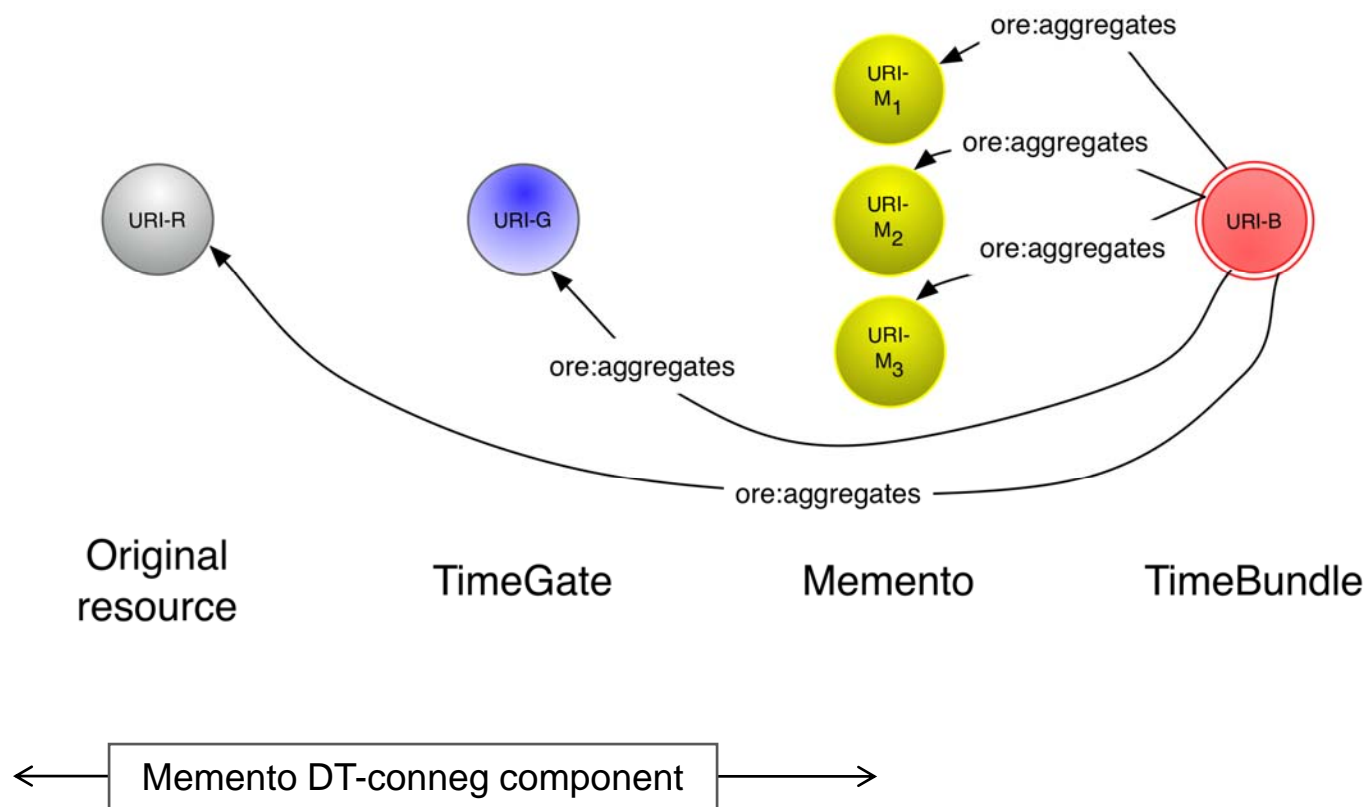 ore:aggregates
URI-
M1
ore:aggregates
URI-R
URI-G
URI-
M2
URI-B
ore:aggregates
URI-
M3
ore:aggregates
ore:aggregates
Original
resource
TimeGate
Memento
TimeBundle
Memento DT-conneg component